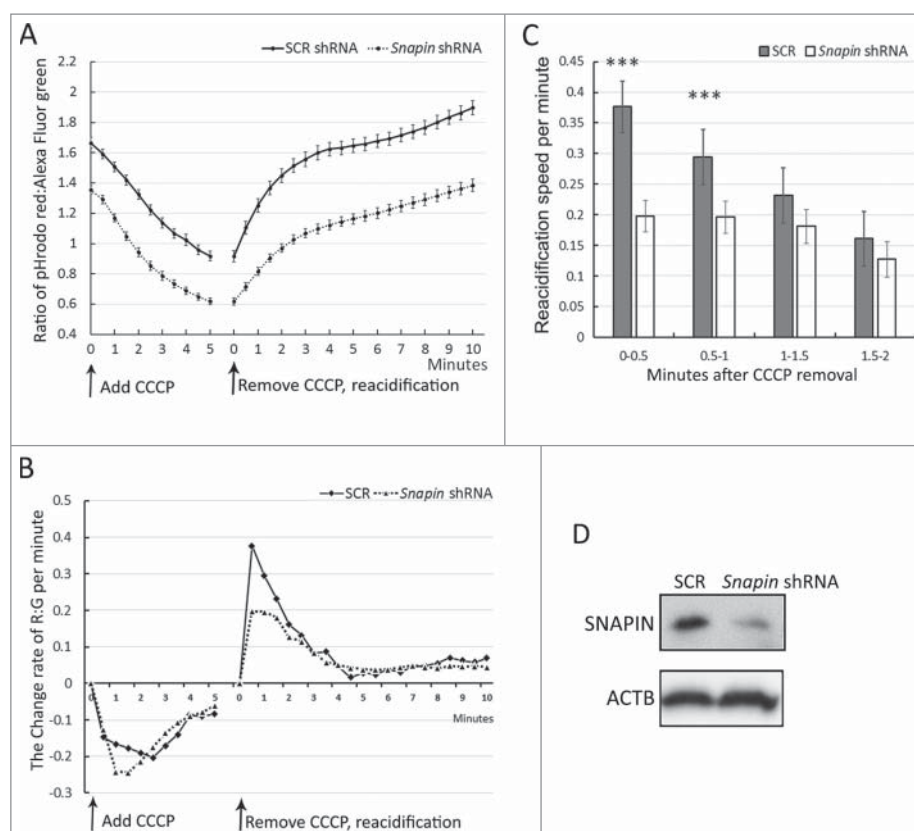 A
SCR shRNA Snapin shRNA
Ratio of pHrodo red:Alexa Fluor green
2.2
2
1.8
1.6
1.4
1.2
1
0.8
0.6
0.4
0 1 2 3 4 5 0 1 2 3 4 5 6 7 8 9 10
Minutes
Add CCCP
Remove CCCP, reacidification
C
SCR Snapin shRNA
Reacidification speed per minute
0.45
0.4
0.35
0.3
0.25
0.2
0.15
0.1
0.05
0
***
***
0-0.5 0.5-1 1-1.5 1.5-2
Minutes after CCCP removal
B
SCR Snapin shRNA
The Change rate of R:G per minute
0.5
0.4
0.3
0.2
0.1
0
-0.1
-0.2
-0.3
0 1 2 3 4 5 0 1 2 3 4 5 6 7 8 9 10
Minutes
Add CCCP
Remove CCCP, reacidification
D
SCR Snapin shRNA
SNAPIN
ACTB